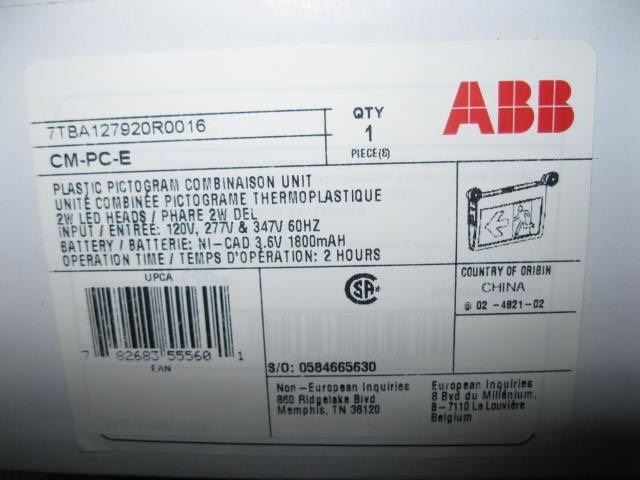 ABB
7TBA127920R0016
QTY
1
PIECE(S)
CM-PC-E
PLASTIC PICTOGRAM COMBINAISON UNIT
UNITÉ COMBINÉE PICTOGRAME THERMOPLASTIQUE
2W LED HEADS / PHARE 2W DEL
INPUT / ENTRÉE: 120V, 277V & 347V 60HZ
BATTERY / BATTERIE: NI-CAD 3.6V 1800mAH
OPERATION TIME / TEMPS D'OPÉRATION: 2 HOURS
UPCA
7 82683 55560 1
EAN
SA
COUNTRY OF ORIGIN
CHINA
02-4821-02
S/O: 0584665630
Non-European Inquiries
860 Ridgelake Blvd
Memphis, TN 38120
European Inquiries
8 Bvd du Millénium,
B-7110 La Louvière
Belgium